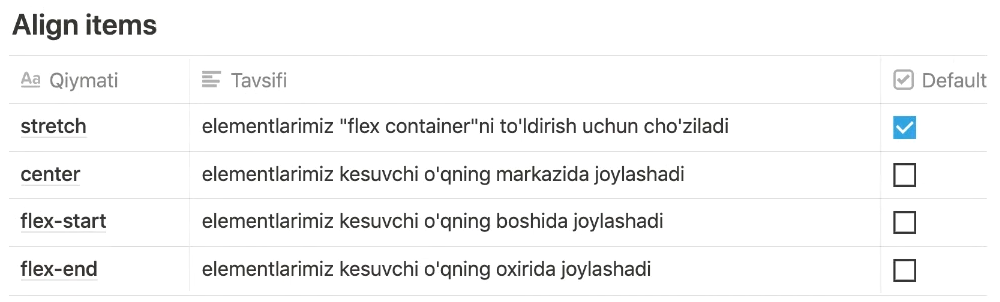 Align items
Aa Qiymati Tavsifi Default
stretch elementlarimiz "flex container"ni to'ldirish uchun cho'ziladi
center elementlarimiz kesuvchi o'qning markazida joylashadi
flex-start elementlarimiz kesuvchi o'qning boshida joylashadi
flex-end elementlarimiz kesuvchi o'qning oxirida joylashadi